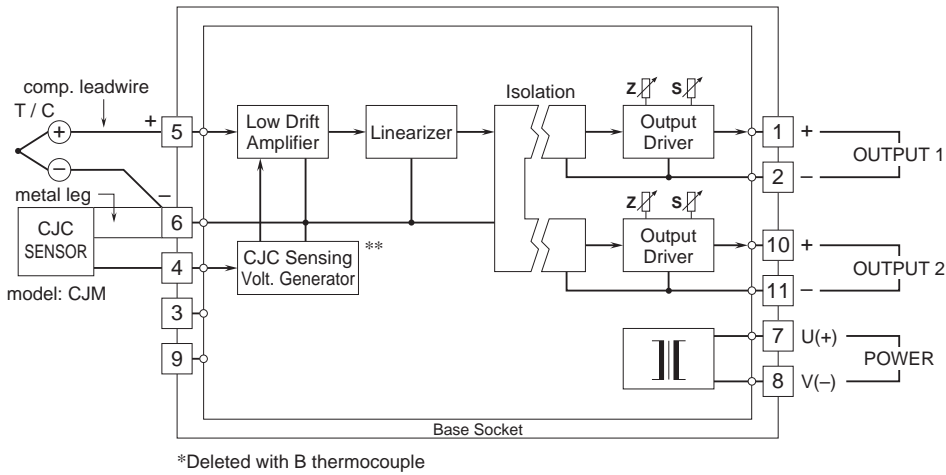 comp. leadwire
T / C
+
–
+
–
5
metal leg
6
CJC
SENSOR
4
model: CJM
3
9
Low Drift
Amplifier
Linearizer
CJC Sensing
Volt. Generator
**
Isolation
Z
S
Output
Driver
1
+
2
–
OUTPUT 1
Z
S
Output
Driver
10
+
11
–
OUTPUT 2
7
U(+)
8
V(–)
POWER
Base Socket
*Deleted with B thermocouple